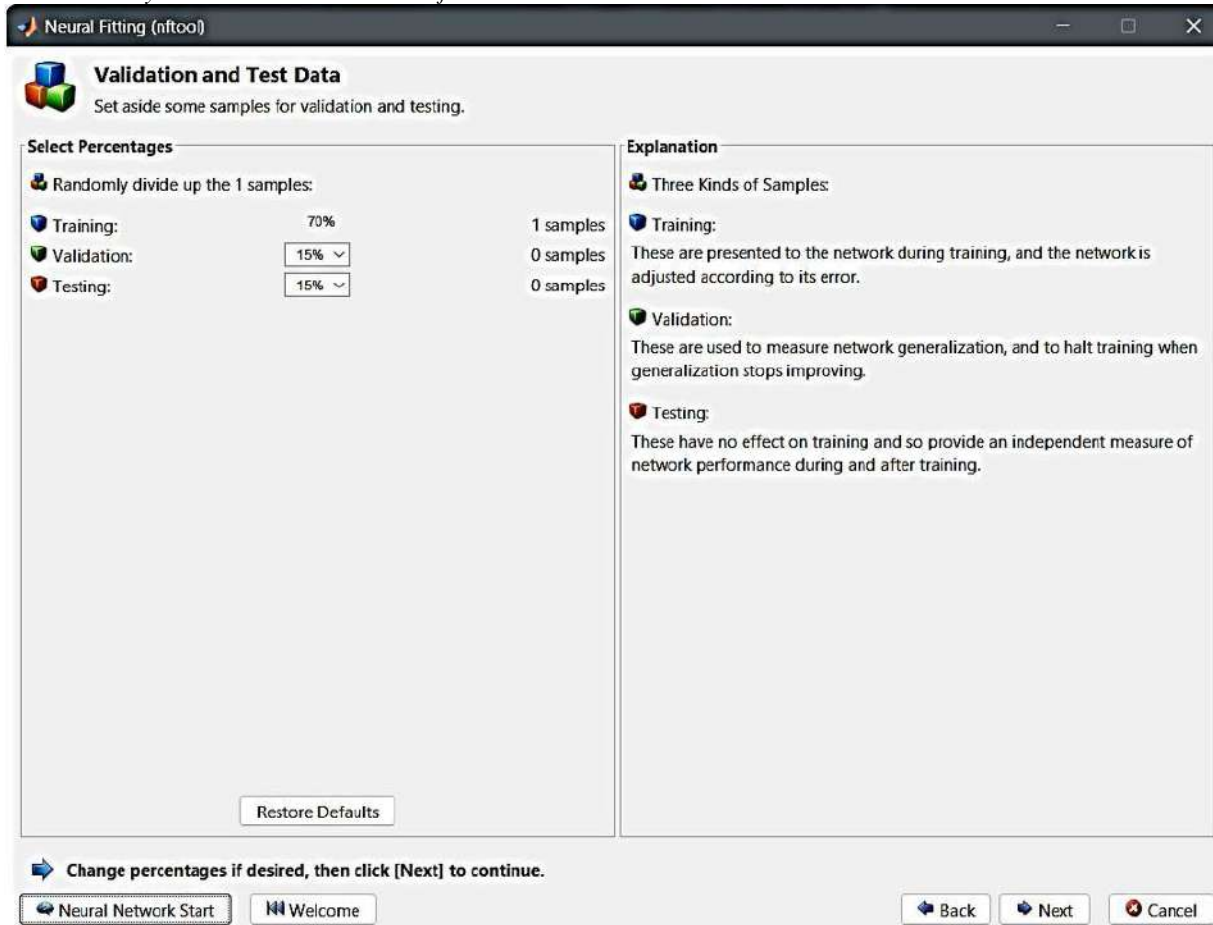 Neural Fitting (nftool)
Validation and Test Data
Set aside some samples for validation and testing.
Select Percentages
Randomly divide up the 1 samples:
Training: 70% 1 samples
Validation: 15% 0 samples
Testing: 15% 0 samples
Restore Defaults
Explanation
Three Kinds of Samples:
Training:
These are presented to the network during training, and the network is
adjusted according to its error.
Validation:
These are used to measure network generalization, and to halt training when
generalization stops improving.
Testing:
These have no effect on training and so provide an independent measure of
network performance during and after training.
Change percentages if desired, then click [Next] to continue.
Neural Network Start Welcome Back Next Cancel